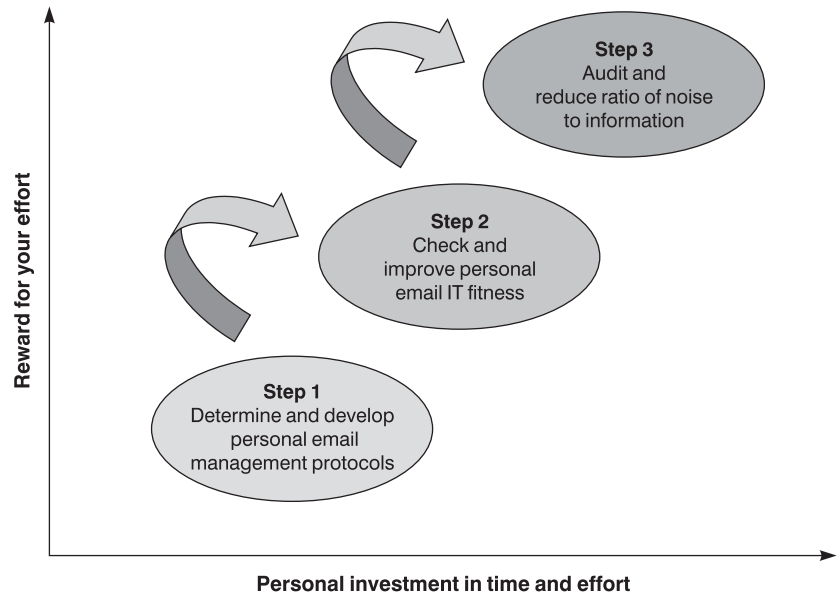 Step 3
Audit and
reduce ratio of noise
to information
Step 2
Check and
improve personal
email IT fitness
Step 1
Determine and develop
personal email
management protocols
Reward for your effort
Personal investment in time and effort